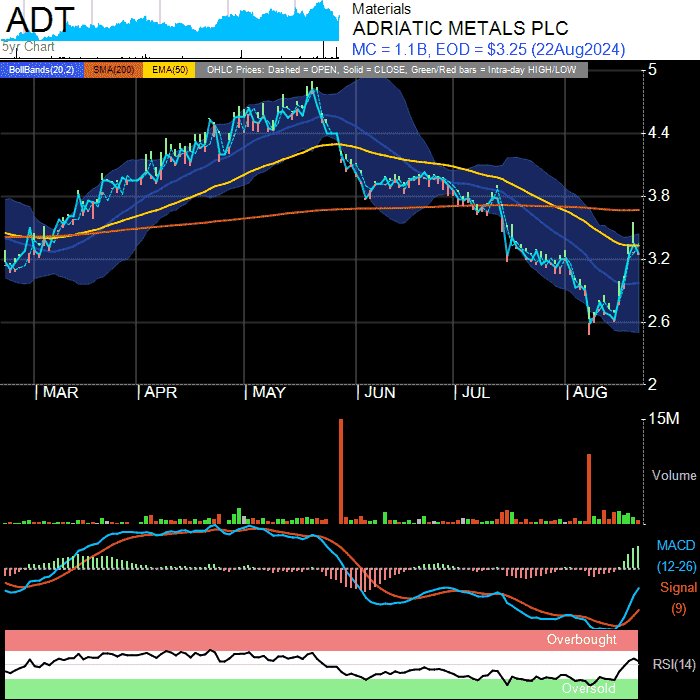 ADT
5yr Chart
Materials
ADRIATIC METALS PLC
MC = 1.1B, EOD = $3.25 (22Aug2024)
BollBands(20,2) SMA(200) EMA(50) OHLC Prices: Dashed = OPEN, Solid = CLOSE, Green/Red bars = Intra-day HIGH/LOW
5
4.4
3.8
3.2
2.6
2
MAR APR MAY JUN JUL AUG
15M
Volume
MACD
(12-26)
Signal
(9)
Overbought
RSI(14)
Oversold